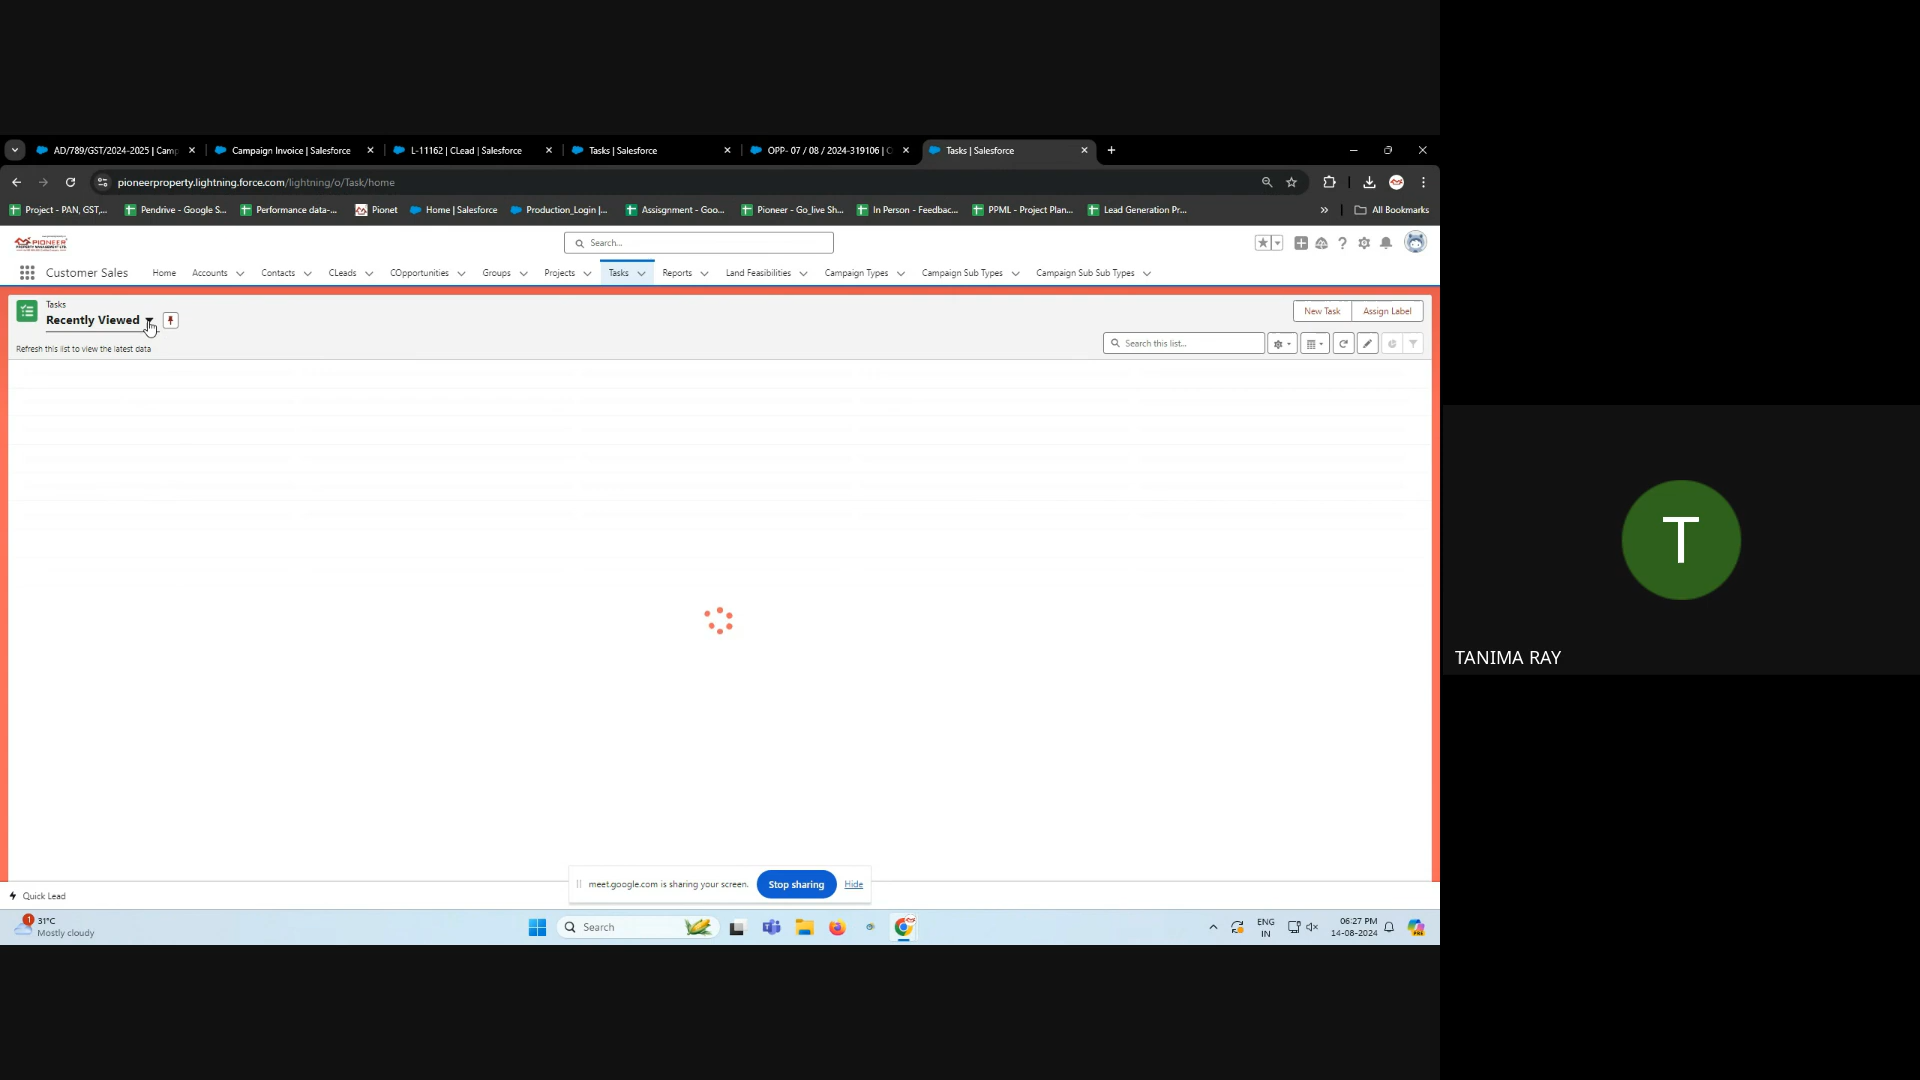 AD/789/GST/2024-2025 | Camp
Campaign Invoice | Salesforce
L-11162 | CLead | Salesforce
Tasks | Salesforce
OPP- 07 / 08 / 2024-319106 | C
Tasks | Salesforce
pioneerproperty.lightning.force.com/lightning/o/Task/home
Project - PAN, GST,...
Pendrive - Google S...
Performance data-...
Pionet
Home | Salesforce
Production_Login |...
Assisgnment - Goo...
Pioneer - Go_live Sh...
In Person - Feedbac...
PPML - Project Plan...
Lead Generation Pr...
All Bookmarks
PIONEER
Search...
Customer Sales
Home
Accounts
Contacts
CLeads
COpportunities
Groups
Projects
Tasks
Reports
Land Feasibilities
Campaign Types
Campaign Sub Types
Campaign Sub Sub Types
Tasks
Recently Viewed
New Task
Assign Label
Refresh this list to view the latest data
Search this list...
T
TANIMA RAY
meet.google.com is sharing your screen.
Stop sharing
Hide
Quick Lead
1
31°C
Mostly cloudy
Search
ENG
IN
06:27 PM
14-08-2024